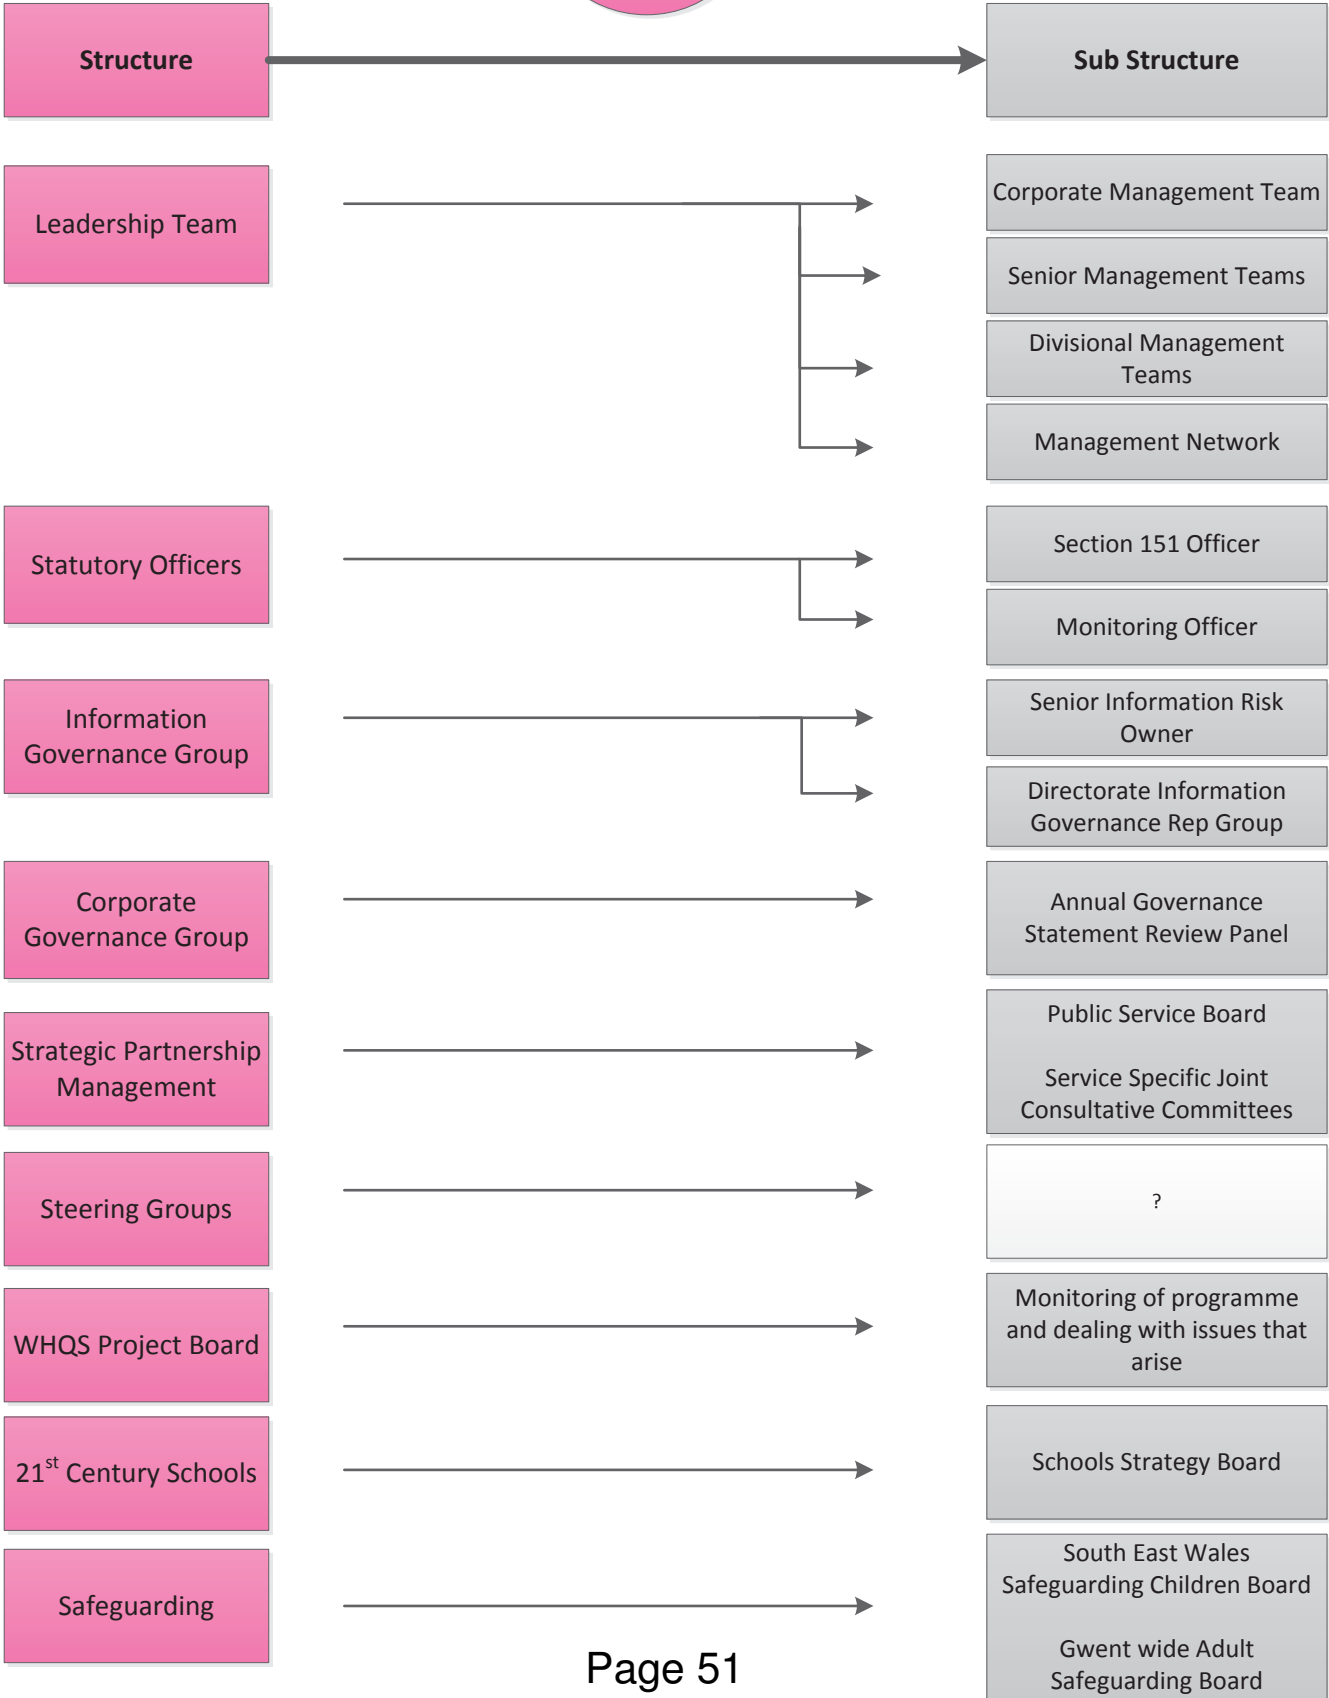 Structure
Sub Structure
Leadership Team
Corporate Management Team
Senior Management Teams
Divisional Management
Teams
Management Network
Statutory Officers
Section 151 Officer
Monitoring Officer
Information
Governance Group
Senior Information Risk
Owner
Directorate Information
Governance Rep Group
Corporate
Governance Group
Annual Governance
Statement Review Panel
Strategic Partnership
Management
Public Service Board
Service Specific Joint
Consultative Committees
Steering Groups
?
WHQS Project Board
Monitoring of programme
and dealing with issues that
arise
21st Century Schools
Schools Strategy Board
Safeguarding
South East Wales
Safeguarding Children Board
Gwent wide Adult
Safeguarding Board
Page 51